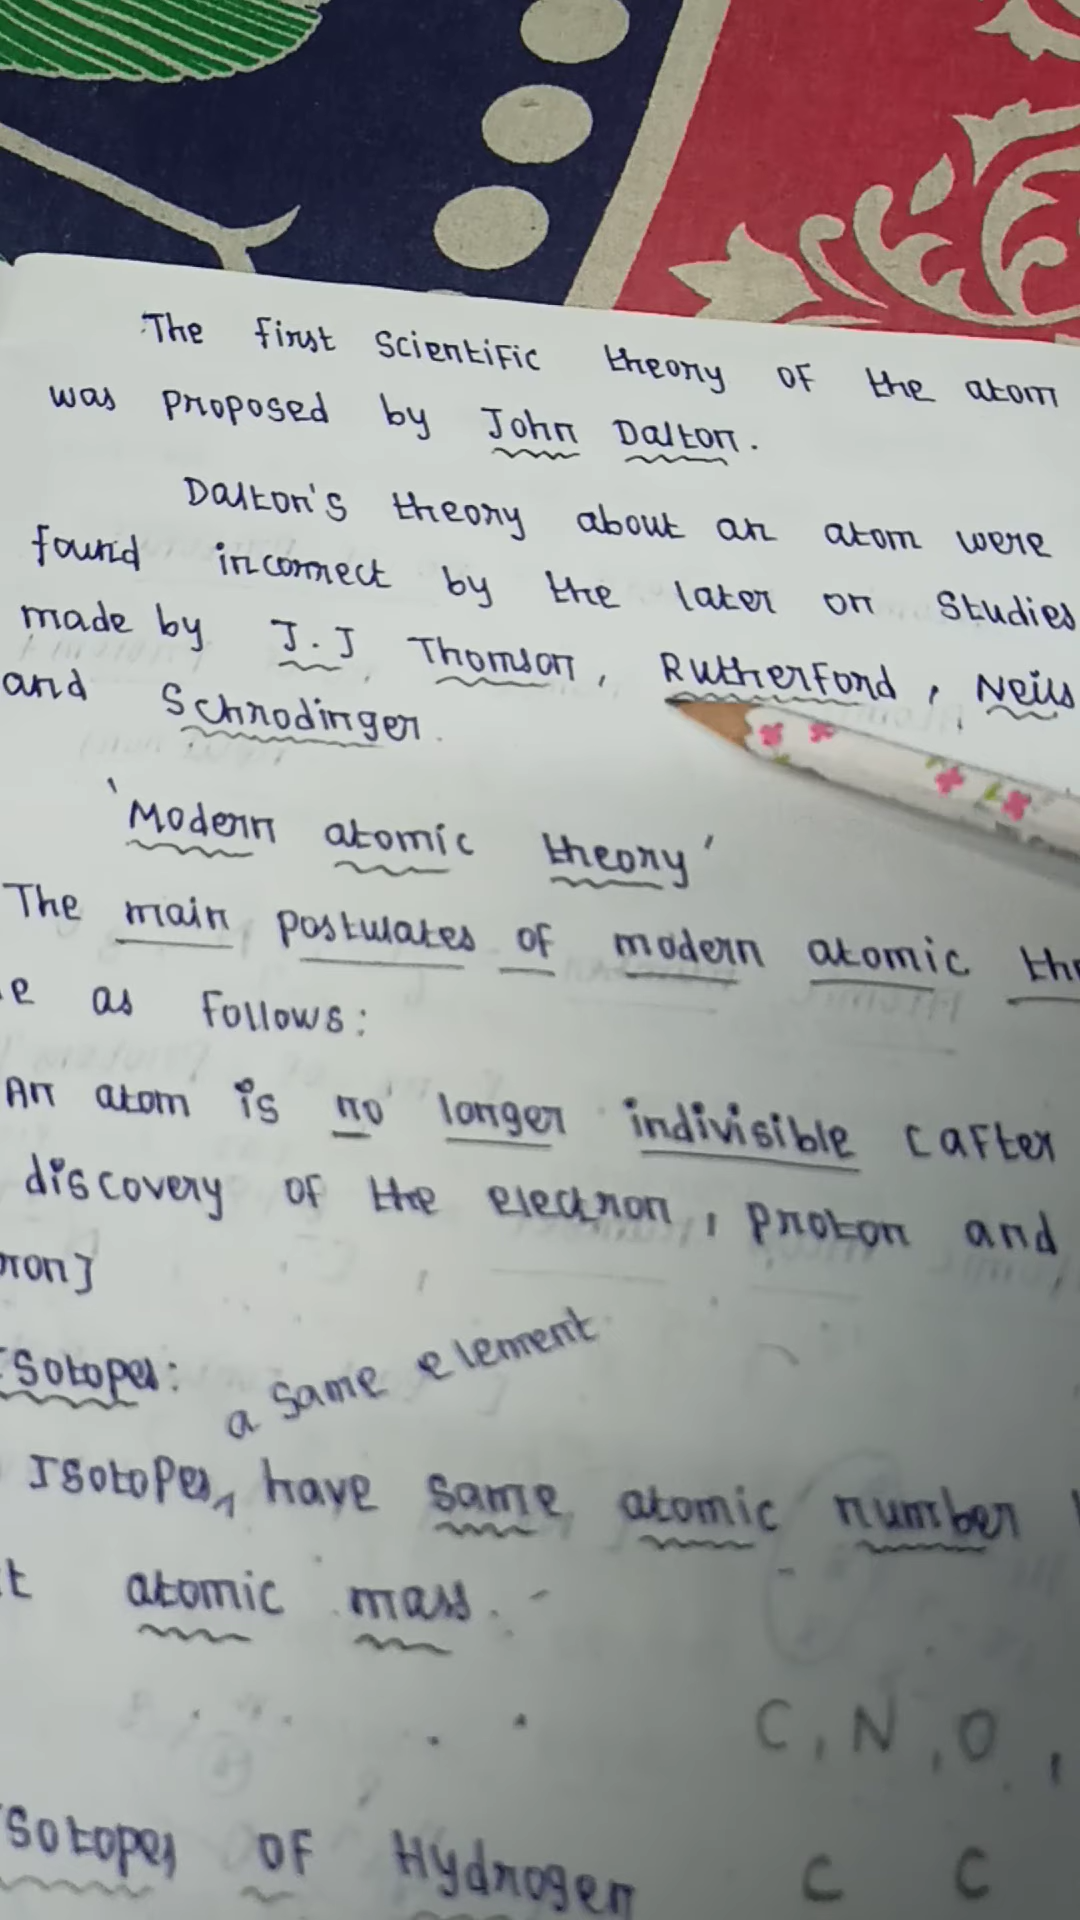 The first Scientific theory of the atom
was proposed by John Dalton.
Dalton's theory about an atom were
found incorrect by the later on Studies
made by J.J Thomson, Rutherford, Neils
and Schrodinger.
'Modern atomic theory'
The main postulates of modern atomic
as follows:
An atom is no longer indivisible (after
discovery of the electron, proton and
Isotopes:
a same element
Isotopes, have same atomic number
atomic mass.
C, N, O,
Isotopes of Hydrogen C C